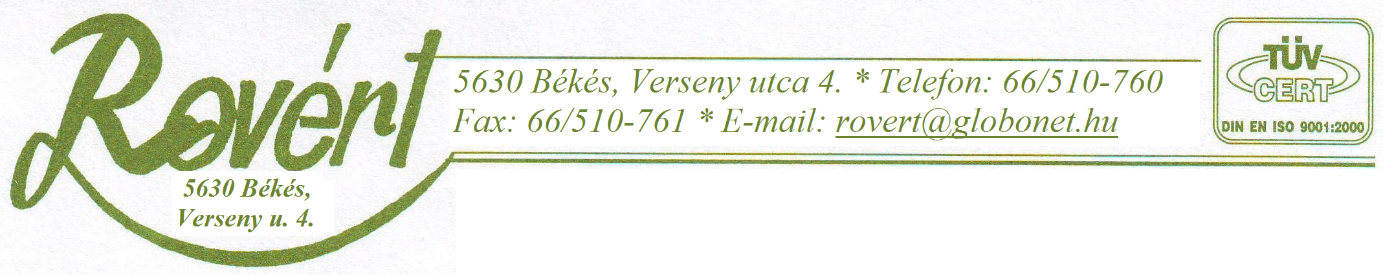 Rovért
5630 Békés, Verseny utca 4. * Telefon: 66/510-760
Fax: 66/510-761 * E-mail: rovert@globonet.hu
5630 Békés,
Verseny u. 4.
TÜV
CERT
DIN EN ISO 9001:2000